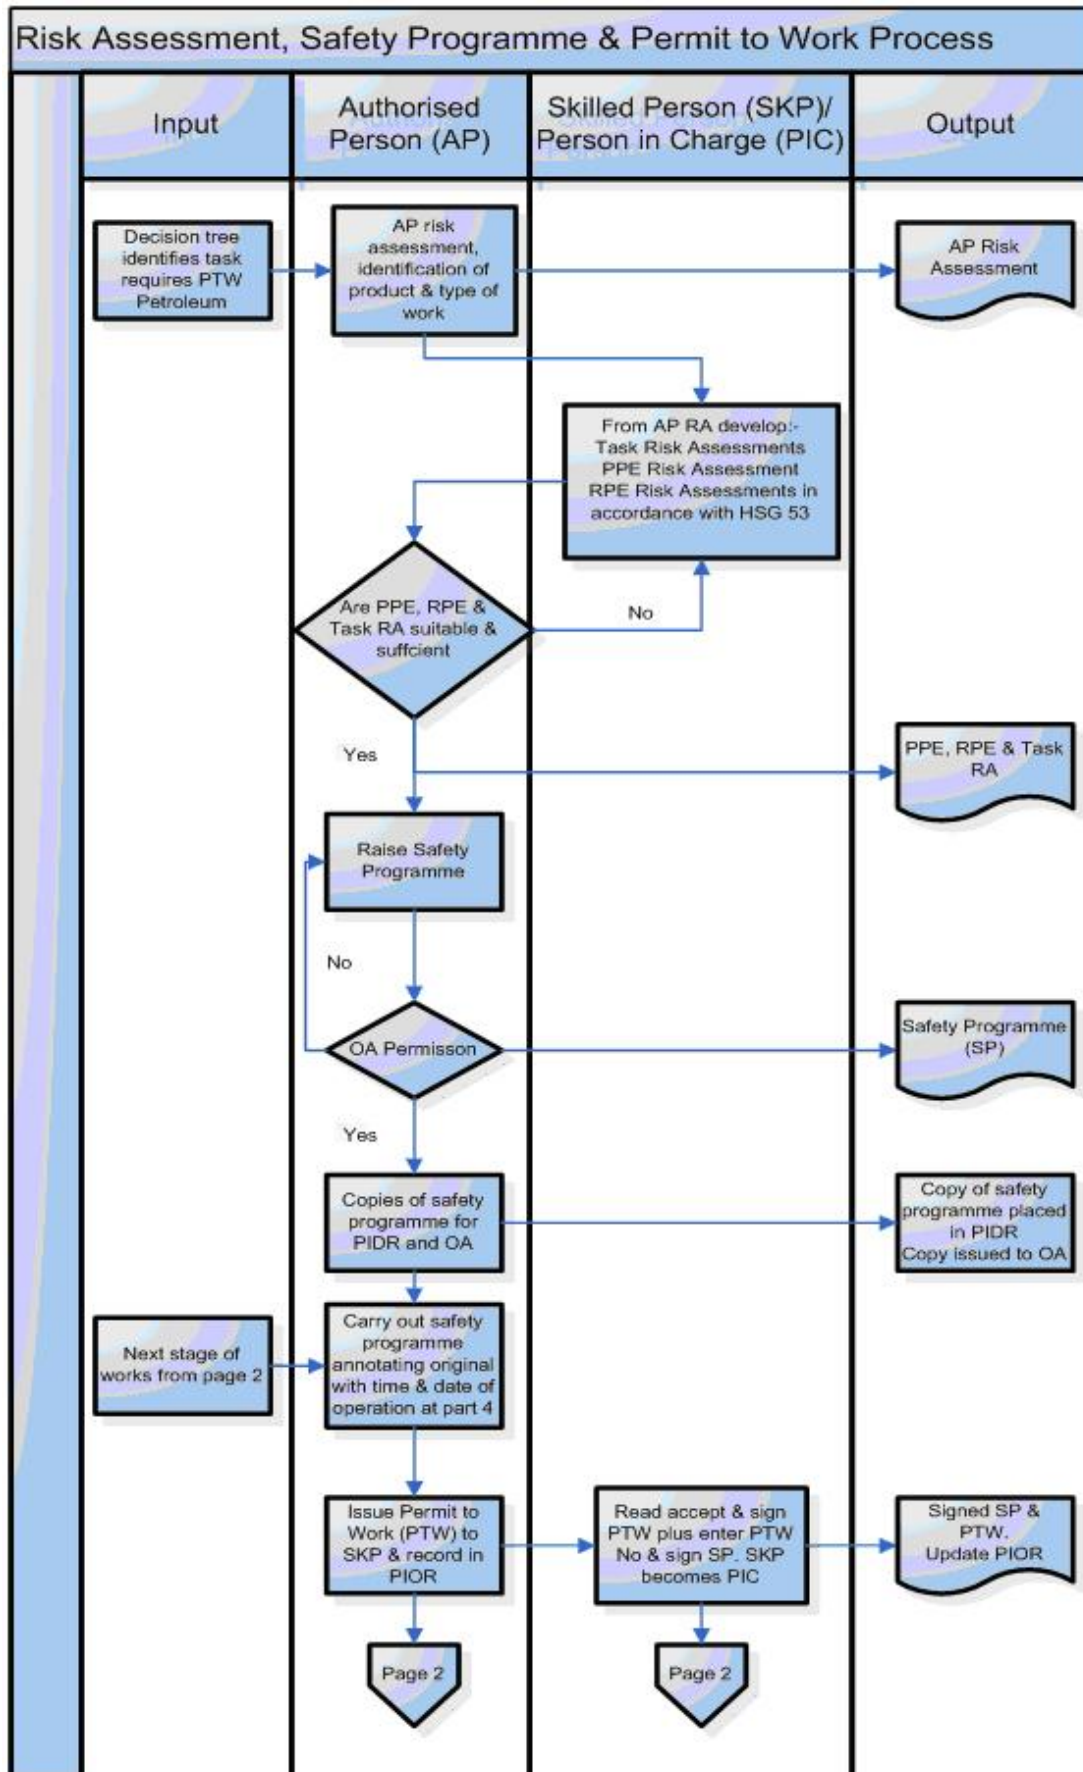 Risk Assessment, Safety Programme & Permit to Work Process
Input
Authorised
Person (AP)
Skilled Person (SKP)/
Person in Charge (PIC)
Output
Decision tree
identifies task
requires PTW
Petroleum
AP risk
assessment,
identification of
product & type of
work
AP Risk
Assessment
From AP RA develop:-
Task Risk Assessments
PPE Risk Assessment
RPE Risk Assessments in
accordance with HSG 53
Are PPE, RPE &
Task RA suitable &
suffcient
No
Yes
PPE, RPE & Task
RA
Raise Safety
Programme
No
OA Permisson
Safety Programme
(SP)
Yes
Copies of safety
programme for
PIDR and OA
Copy of safety
programme placed
in PIDR
Copy issued to OA
Next stage of
works from page 2
Carry out safety
programme
annotating original
with time & date of
operation at part 4
Issue Permit to
Work (PTW) to
SKP & record in
PIOR
Read accept & sign
PTW plus enter PTW
No & sign SP. SKP
becomes PIC
Signed SP &
PTW.
Update PIOR
Page 2
Page 2